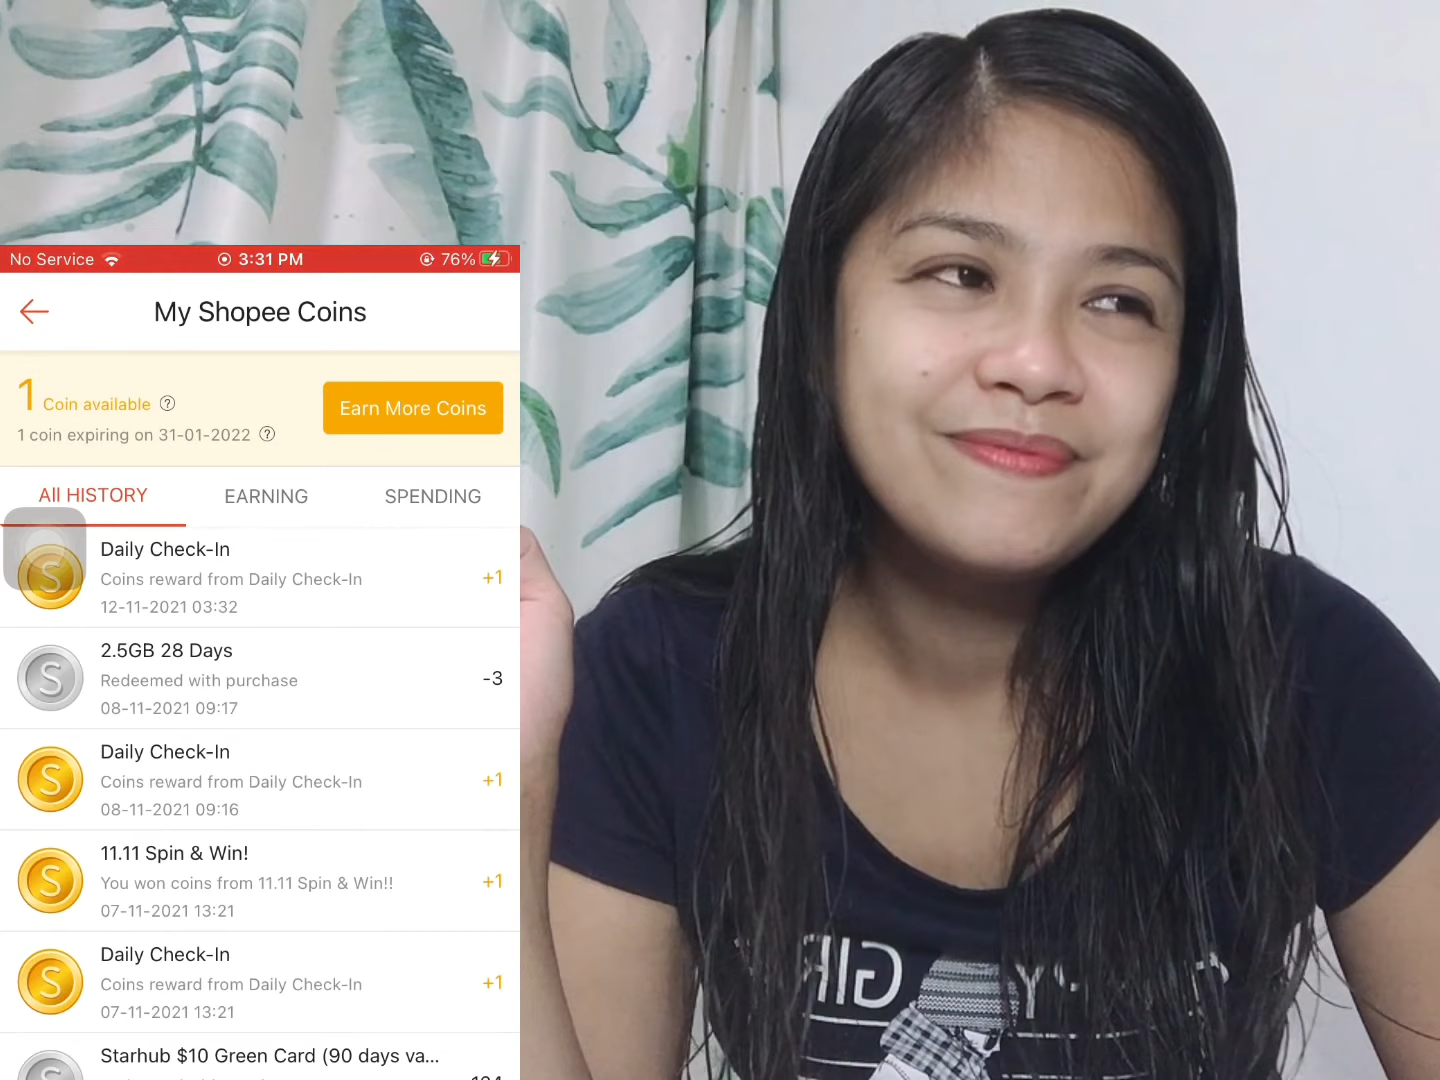 No Service 3:31 PM 76%
My Shopee Coins
1 Coin available ?
1 coin expiring on 31-01-2022 ?
Earn More Coins
All HISTORY EARNING SPENDING
Daily Check-In
Coins reward from Daily Check-In +1
12-11-2021 03:32
2.5GB 28 Days
Redeemed with purchase -3
08-11-2021 09:17
Daily Check-In
Coins reward from Daily Check-In +1
08-11-2021 09:16
11.11 Spin & Win!
You won coins from 11.11 Spin & Win!! +1
07-11-2021 13:21
Daily Check-In
Coins reward from Daily Check-In +1
07-11-2021 13:21
Starhub $10 Green Card (90 days va...
GIRL